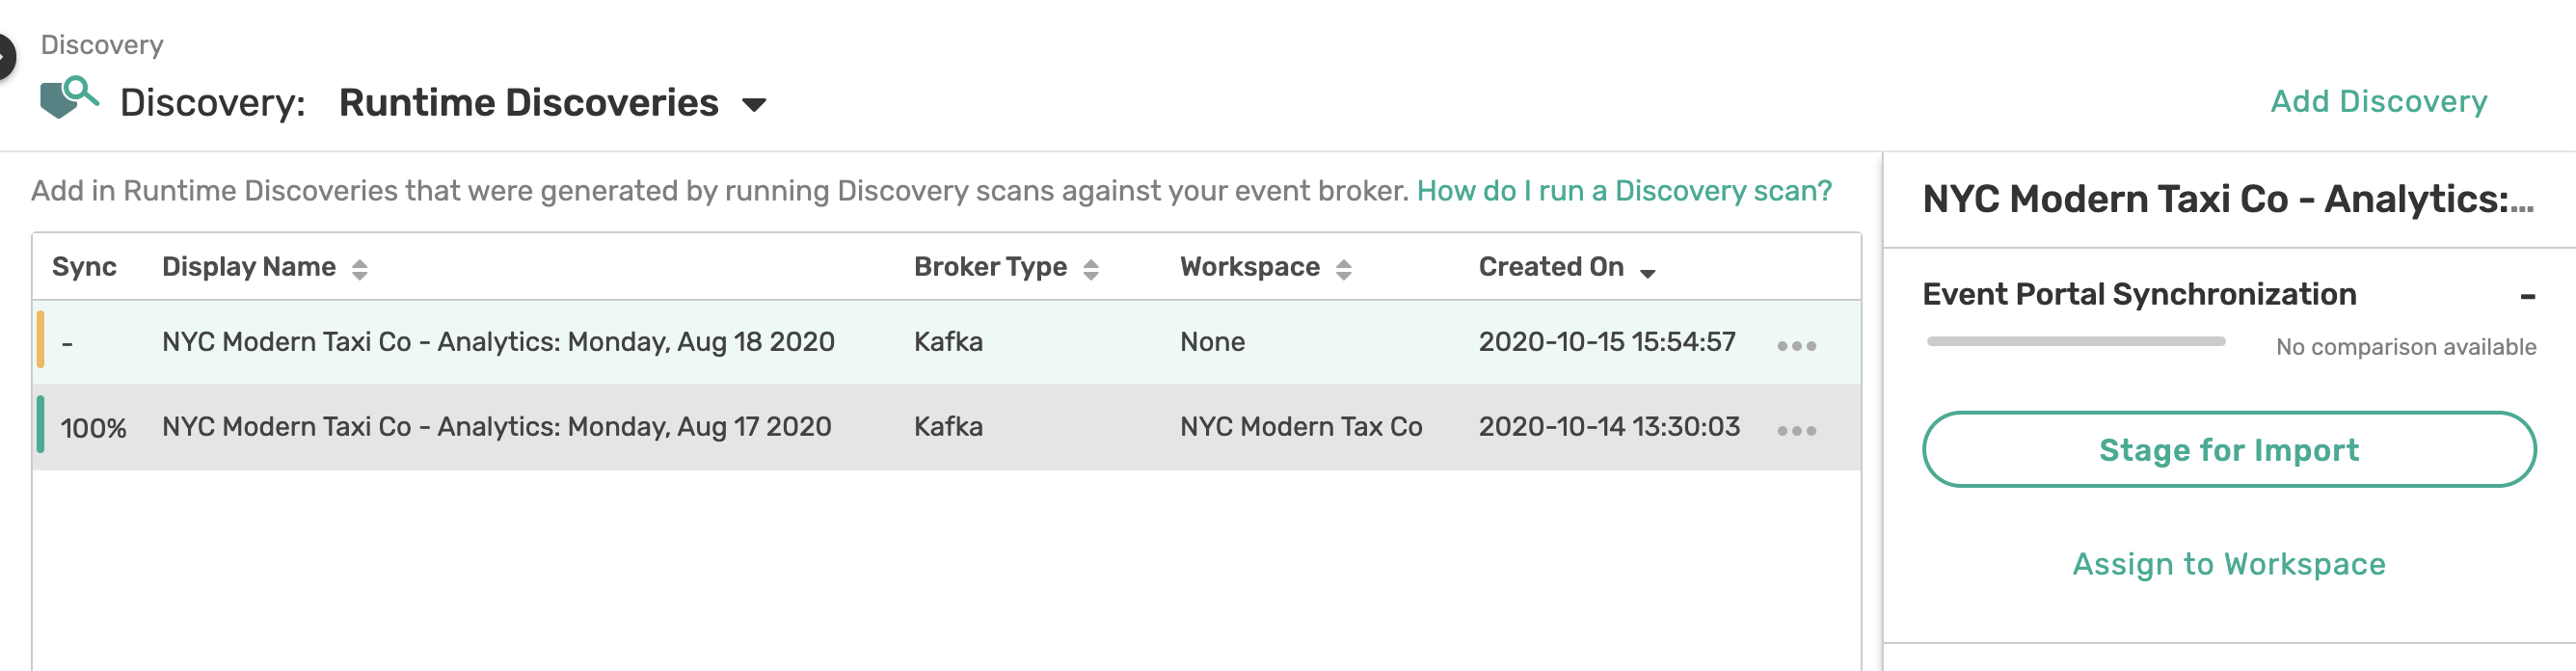 Discovery
Discovery: Runtime Discoveries
Add Discovery
Add in Runtime Discoveries that were generated by running Discovery scans against your event broker. How do I run a Discovery scan?
Sync Display Name Broker Type Workspace Created On
- NYC Modern Taxi Co - Analytics: Monday, Aug 18 2020 Kafka None 2020-10-15 15:54:57
100% NYC Modern Taxi Co - Analytics: Monday, Aug 17 2020 Kafka NYC Modern Tax Co 2020-10-14 13:30:03
NYC Modern Taxi Co - Analytics:...
Event Portal Synchronization -
No comparison available
Stage for Import
Assign to Workspace